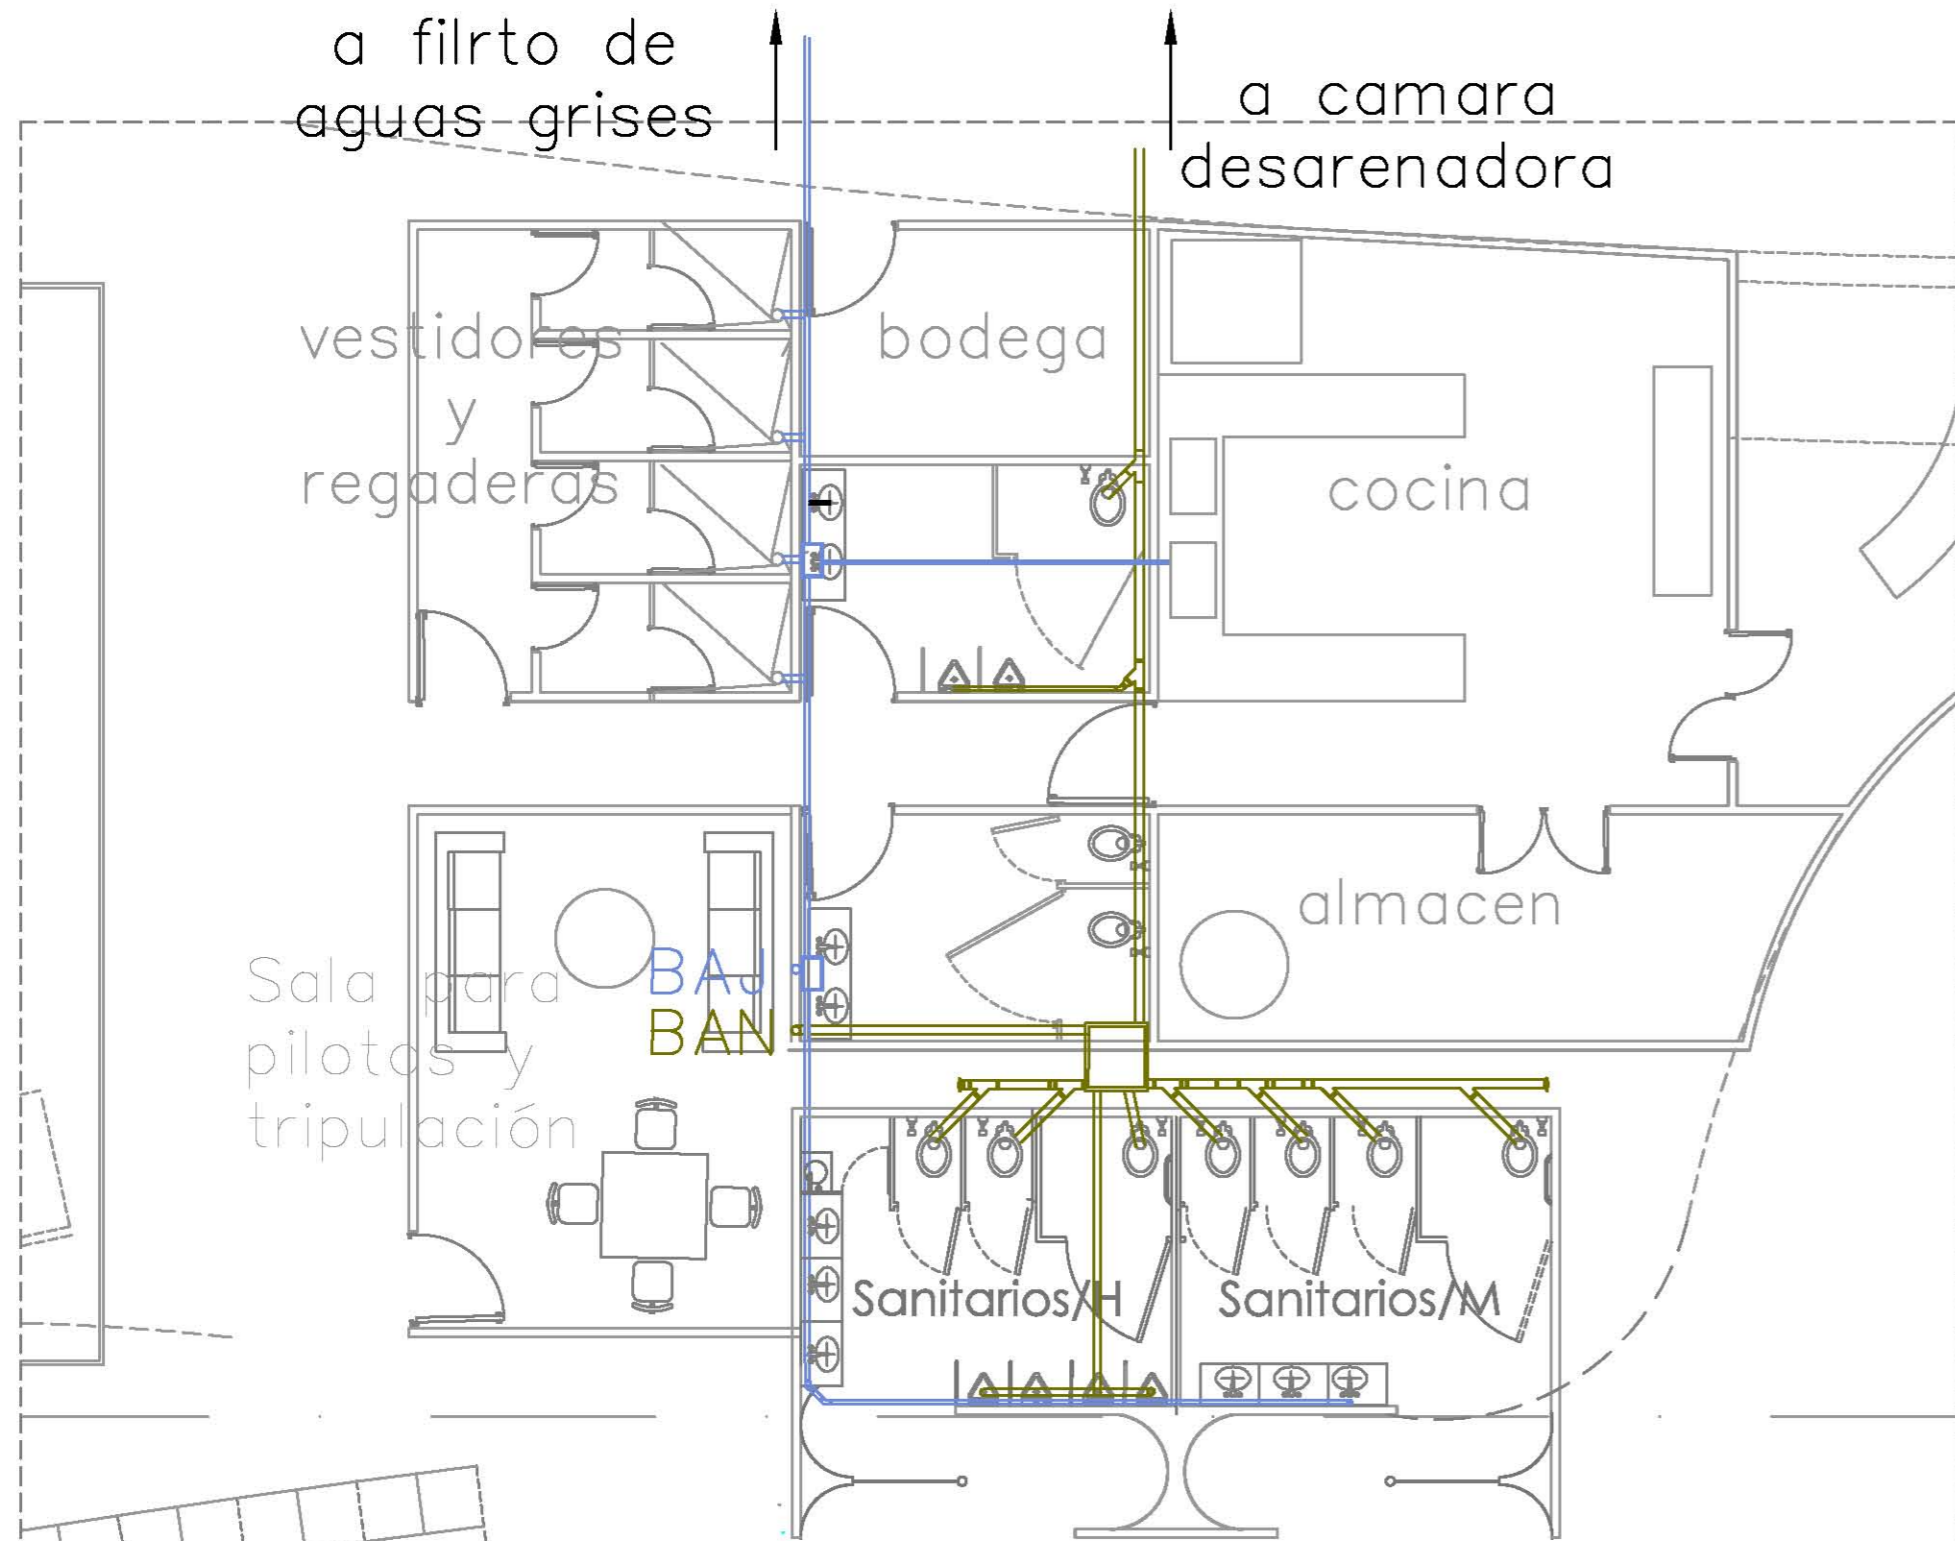 a filrto de
aguas grises
a camara
desarenadora
vestidores
y
regaderas
bodega
cocina
almacen
Sala para
pilotos y
tripulación
BAJ
BAN
Sanitarios/H
Sanitarios/M